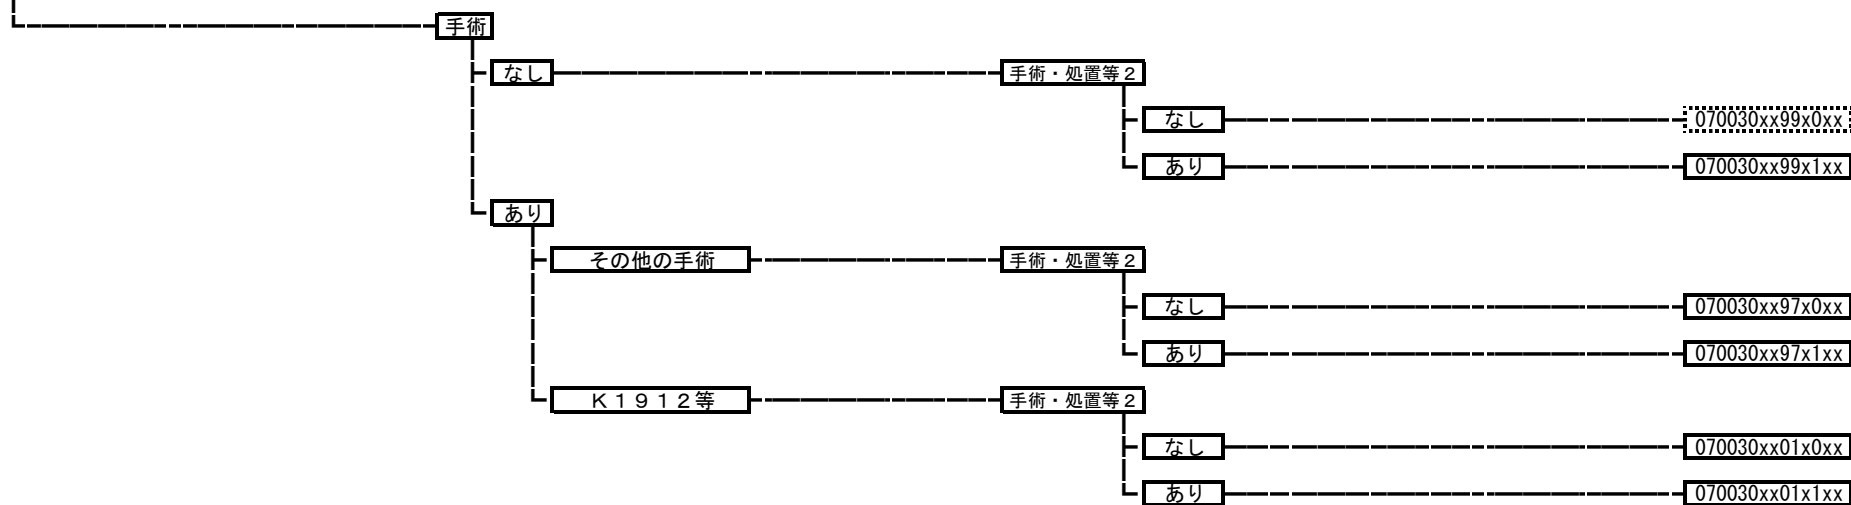 手術
なし
手術・処置等２
なし
070030xx99x0xx
あり
070030xx99x1xx
あり
その他の手術
手術・処置等２
なし
070030xx97x0xx
あり
070030xx97x1xx
Ｋ１９１２等
手術・処置等２
なし
070030xx01x0xx
あり
070030xx01x1xx